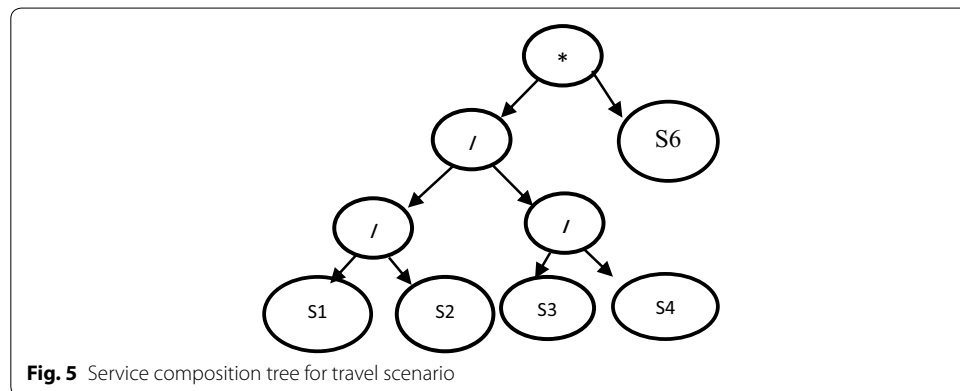 *
/
S6
/
/
S1
S2
S3
S4
Fig. 5 Service composition tree for travel scenario